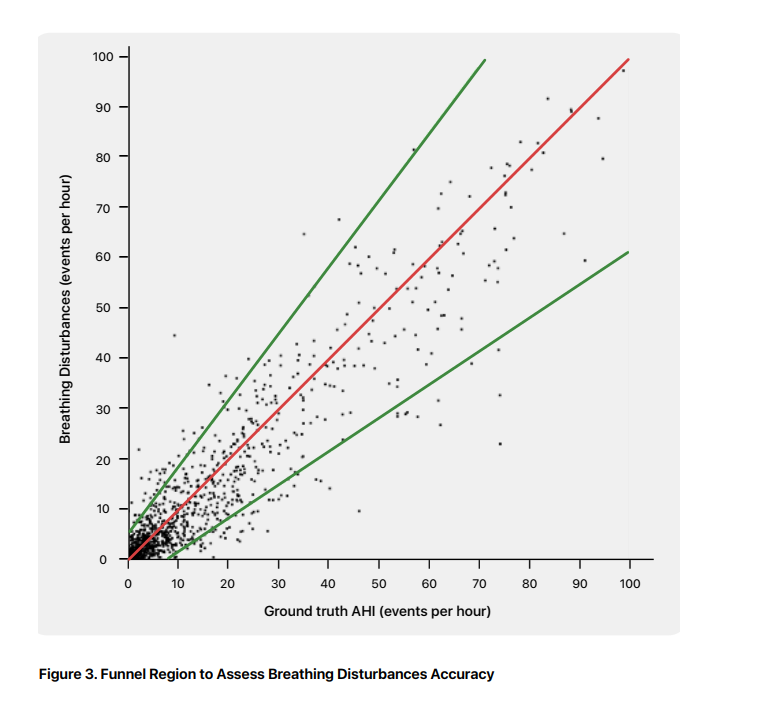 100
90
80
70
60
50
40
30
20
10
0
Breathing Disturbances (events per hour)
0 10 20 30 40 50 60 70 80 90 100
Ground truth AHI (events per hour)
Figure 3. Funnel Region to Assess Breathing Disturbances Accuracy